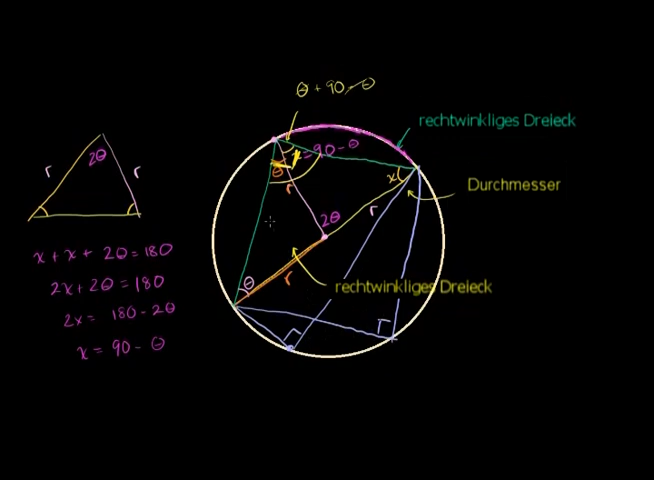 θ + 90 - θ
rechtwinkliges Dreieck
= 90 - θ
θ
r
2θ
r
r
x
Durchmesser
2θ
r
θ
r
rechtwinkliges Dreieck
x + x + 2θ = 180
2x + 2θ = 180
2x = 180 - 2θ
x = 90 - θ